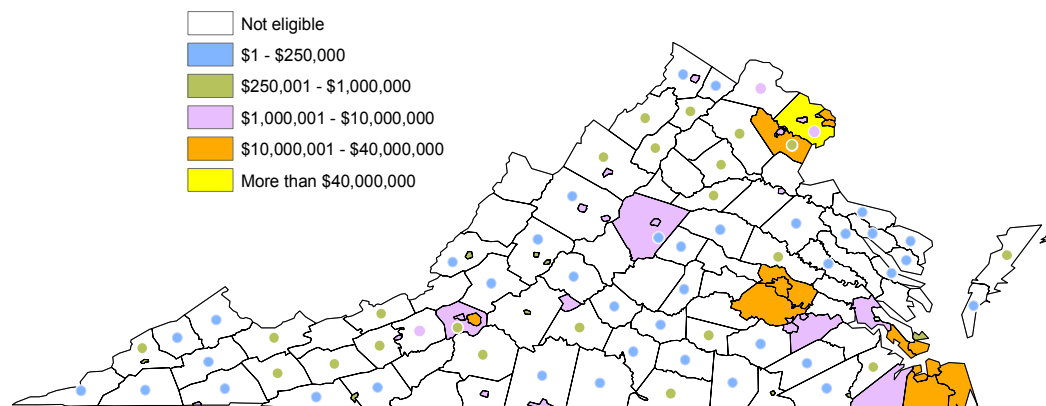 Not eligible
$1 - $250,000
$250,001 - $1,000,000
$1,000,001 - $10,000,000
$10,000,001 - $40,000,000
More than $40,000,000